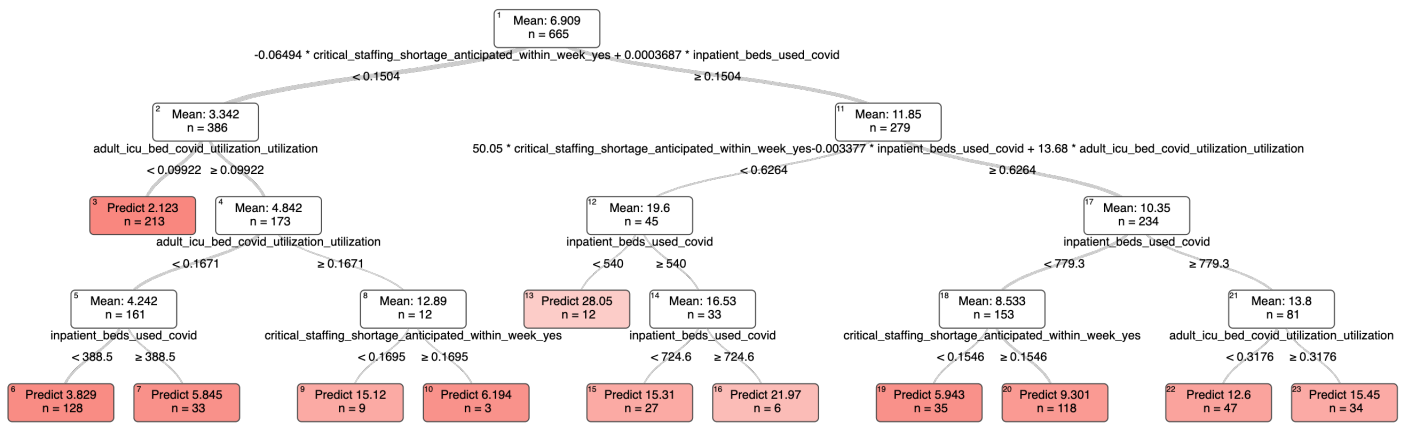 1
Mean: 6.909
n = 665
-0.06494 * critical_staffing_shortage_anticipated_within_week_yes + 0.0003687 * inpatient_beds_used_covid
< 0.1504
≥ 0.1504
2
Mean: 3.342
n = 386
11
Mean: 11.85
n = 279
adult_icu_bed_covid_utilization_utilization
50.05 * critical_staffing_shortage_anticipated_within_week_yes-0.003377 * inpatient_beds_used_covid + 13.68 * adult_icu_bed_covid_utilization_utilization
< 0.09922
≥ 0.09922
< 0.6264
≥ 0.6264
3
Predict 2.123
n = 213
4
Mean: 4.842
n = 173
12
Mean: 19.6
n = 45
17
Mean: 10.35
n = 234
adult_icu_bed_covid_utilization_utilization
inpatient_beds_used_covid
inpatient_beds_used_covid
< 0.1671
≥ 0.1671
< 540
≥ 540
< 779.3
≥ 779.3
5
Mean: 4.242
n = 161
8
Mean: 12.89
n = 12
13
Predict 28.05
n = 12
14
Mean: 16.53
n = 33
18
Mean: 8.533
n = 153
21
Mean: 13.8
n = 81
inpatient_beds_used_covid
critical_staffing_shortage_anticipated_within_week_yes
inpatient_beds_used_covid
critical_staffing_shortage_anticipated_within_week_yes
adult_icu_bed_covid_utilization_utilization
< 388.5
≥ 388.5
< 0.1695
≥ 0.1695
< 724.6
≥ 724.6
< 0.1546
≥ 0.1546
< 0.3176
≥ 0.3176
6
Predict 3.829
n = 128
7
Predict 5.845
n = 33
9
Predict 15.12
n = 9
10
Predict 6.194
n = 3
15
Predict 15.31
n = 27
16
Predict 21.97
n = 6
19
Predict 5.943
n = 35
20
Predict 9.301
n = 118
22
Predict 12.6
n = 47
23
Predict 15.45
n = 34